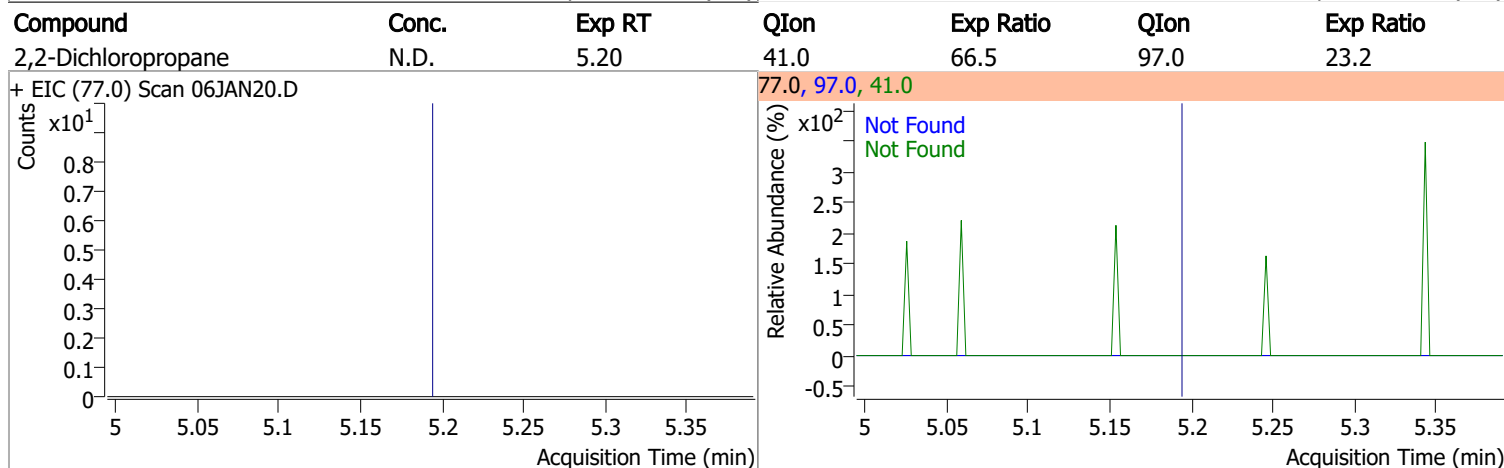 Compound Conc. Exp RT QIon Exp Ratio QIon Exp Ratio
2,2-Dichloropropane N.D. 5.20 41.0 66.5 97.0 23.2
+ EIC (77.0) Scan 06JAN20.D
Counts
x10^1
0.8
0.7
0.6
0.5
0.4
0.3
0.2
0.1
0
5 5.05 5.1 5.15 5.2 5.25 5.3 5.35
Acquisition Time (min)
77.0, 97.0, 41.0
Relative Abundance (%)
x10^2
Not Found
Not Found
3
2.5
2
1.5
1
0.5
0
-0.5
5 5.05 5.1 5.15 5.2 5.25 5.3 5.35
Acquisition Time (min)